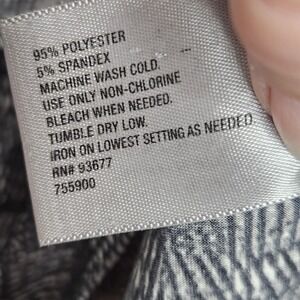 95% POLYESTER
5% SPANDEX
MACHINE WASH COLD.
USE ONLY NON-CHLORINE
BLEACH WHEN NEEDED.
TUMBLE DRY LOW.
IRON ON LOWEST SETTING AS NEEDED
RN# 93677
755900